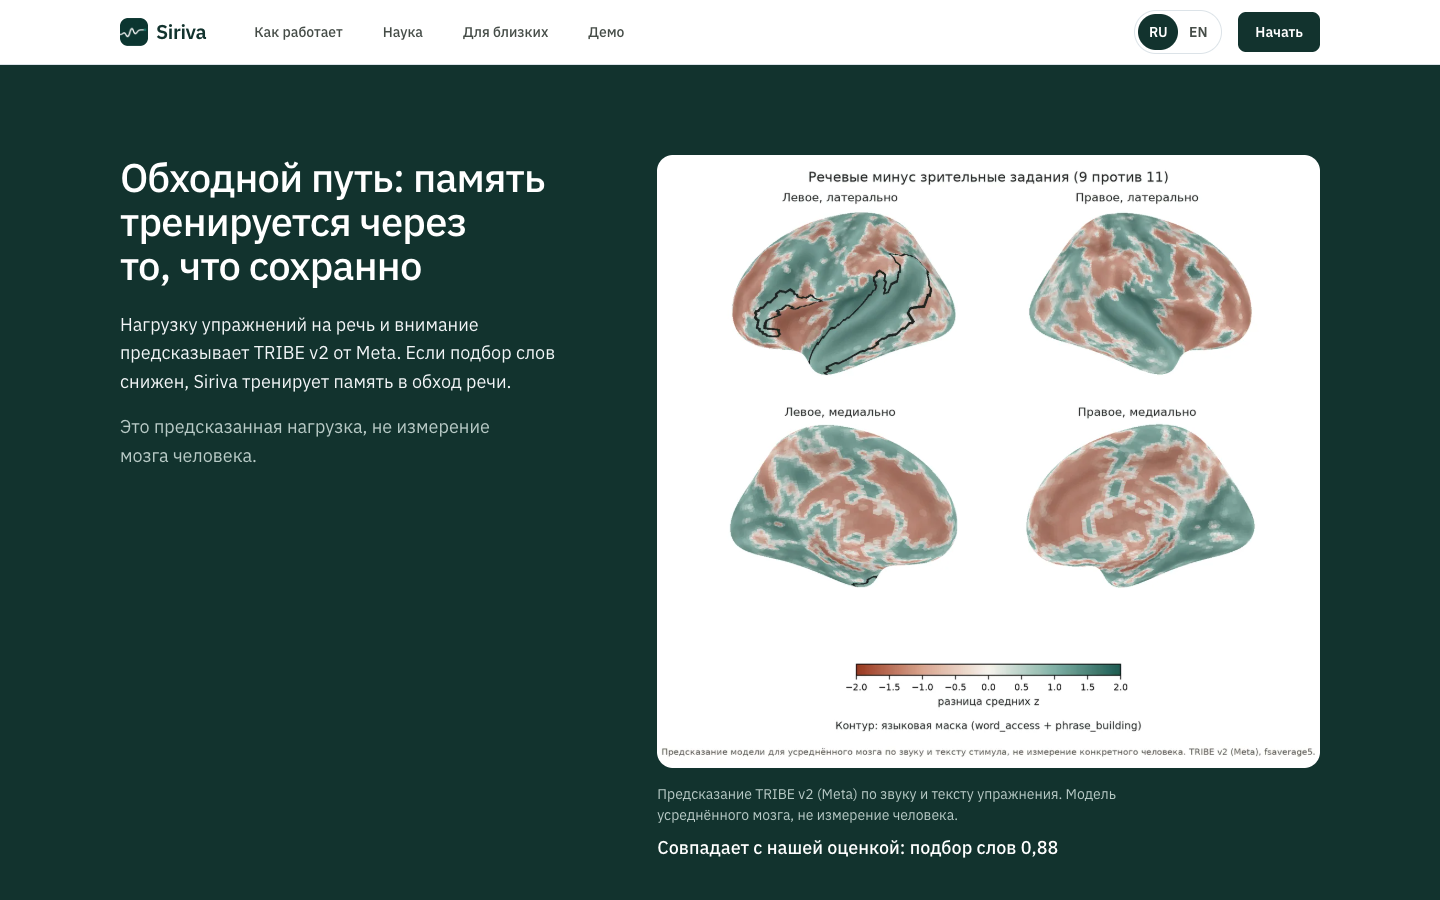 Siriva
Как работает
Наука
Для близких
Демо
RU
EN
Начать
Обходной путь: память
тренируется через
то, что сохранно
Нагрузку упражнений на речь и внимание
предсказывает TRIBE v2 от Meta. Если подбор слов
снижен, Siriva тренирует память в обход речи.
Это предсказанная нагрузка, не измерение
мозга человека.
Речевые минус зрительные задания (9 против 11)
Левое, латерально
Правое, латерально
Левое, медиально
Правое, медиально
−2.0 −1.5 −1.0 −0.5 0.0 0.5 1.0 1.5 2.0
разница средних z
Контур: языковая маска (word_access + phrase_building)
Предсказание модели для усреднённого мозга по звуку и тексту стимула, не измерение конкретного человека. TRIBE v2 (Meta), fsaverage5.
Предсказание TRIBE v2 (Meta) по звуку и тексту упражнения. Модель
усреднённого мозга, не измерение человека.
Совпадает с нашей оценкой: подбор слов 0,88